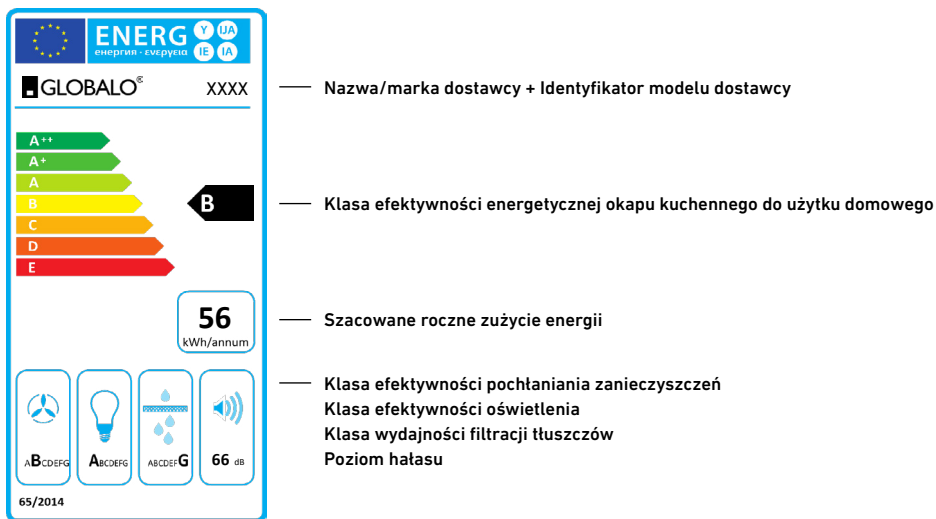 ENERG Y IJA
енергия · ενεργεια IE IA
GLOBALO® XXXX
Nazwa/marka dostawcy + Identyfikator modelu dostawcy
A++
A+
A
B
B
Klasa efektywności energetycznej okapu kuchennego do użytku domowego
C
D
E
56
kWh/annum
Szacowane roczne zużycie energii
Klasa efektywności pochłaniania zanieczyszczeń
Klasa efektywności oświetlenia
Klasa wydajności filtracji tłuszczów
Poziom hałasu
ABCDEFG ABCDEFG ABCDEFG 66 dB
65/2014